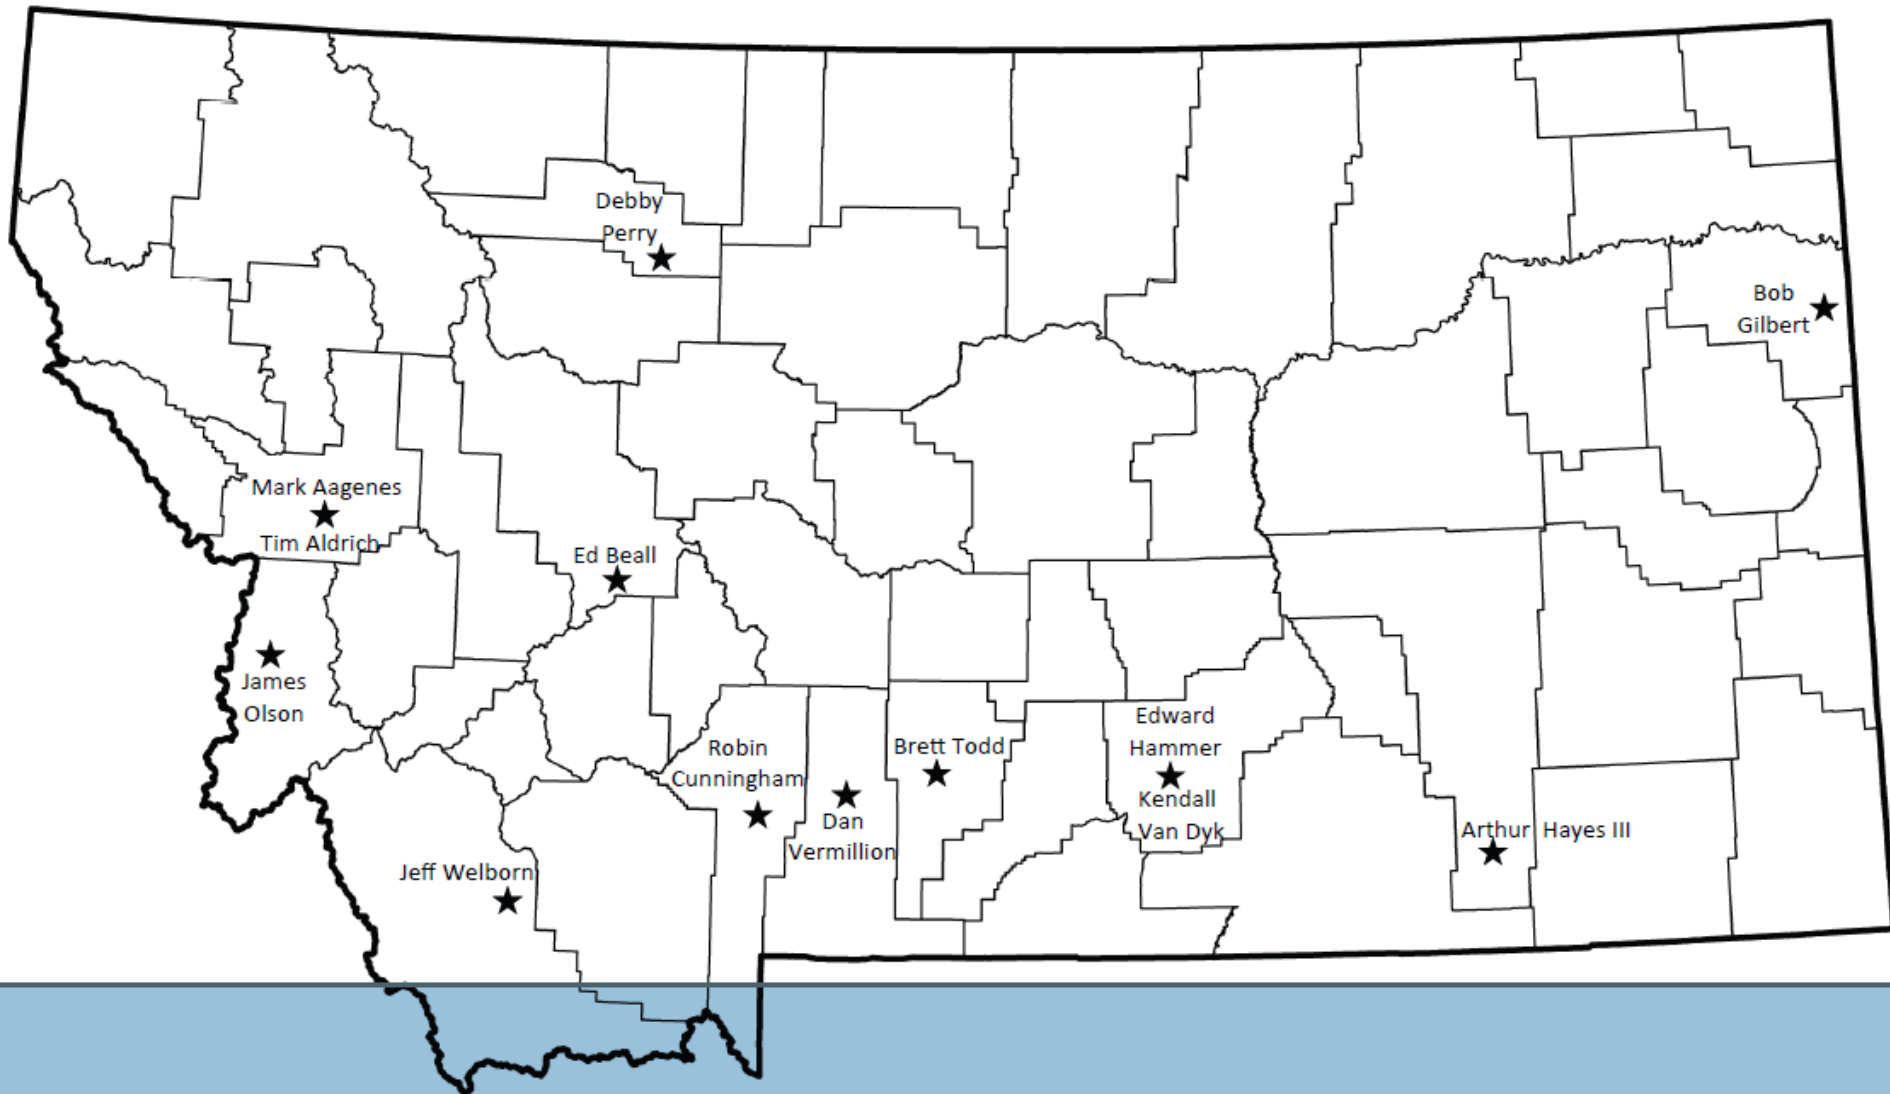 Debby
Perry
Bob
Gilbert
Mark Aagenes
Tim Aldrich
Ed Beall
James
Olson
Edward
Hammer
Robin
Cunningham
Brett Todd
Kendall
Van Dyk
Dan
Vermillion
Arthur Hayes III
Jeff Welborn